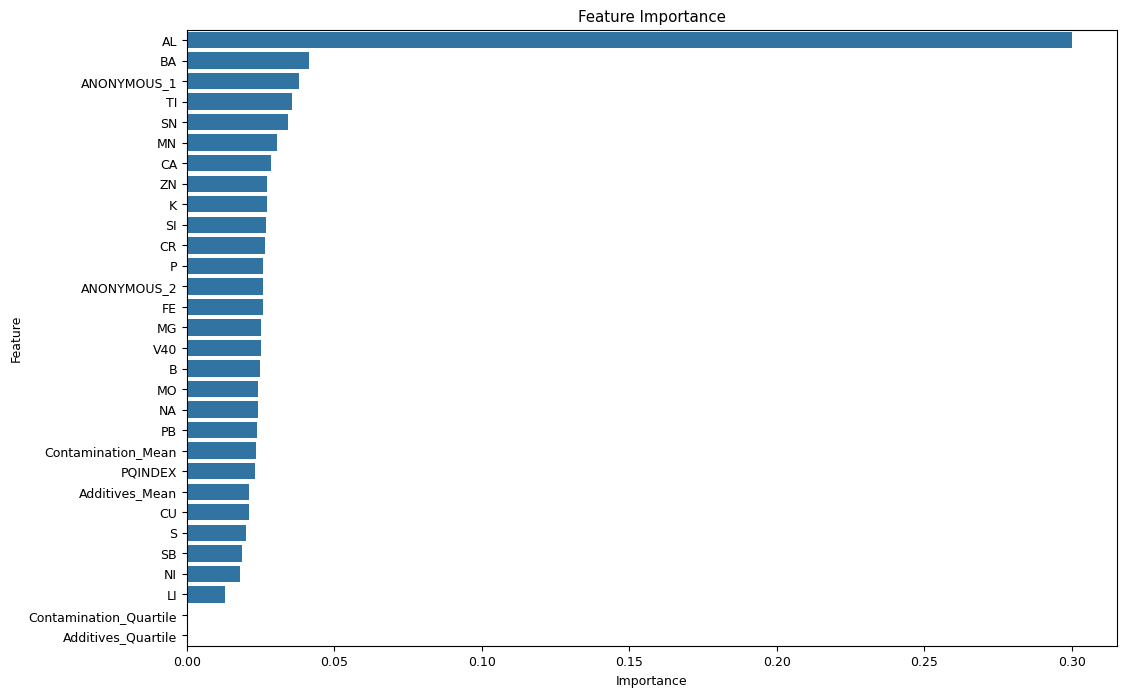 Feature Importance
AL
BA
ANONYMOUS_1
TI
SN
MN
CA
ZN
K
SI
CR
P
ANONYMOUS_2
FE
MG
V40
B
MO
NA
PB
Contamination_Mean
PQINDEX
Additives_Mean
CU
S
SB
NI
LI
Contamination_Quartile
Additives_Quartile
Feature
0.00 0.05 0.10 0.15 0.20 0.25 0.30
Importance